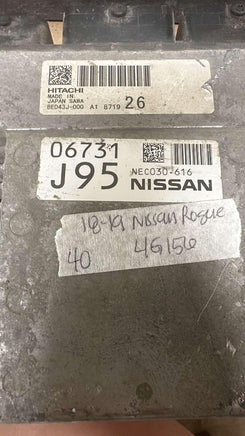 HITACHI
MADE IN
JAPAN SABA
BED43J-000 A1 8719 26
06731
J95
NEC030-616
NISSAN
18-19 Nissan Rogue
40 4G156